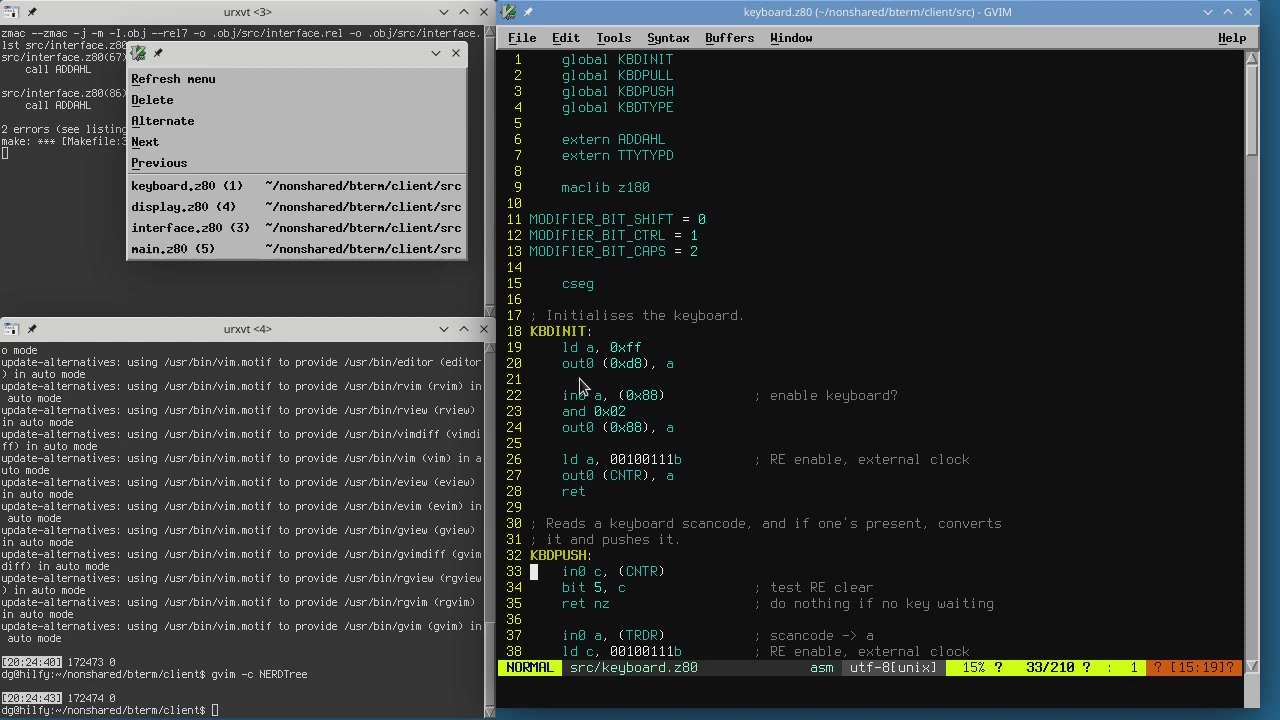 urxvt <3>
zmac --zmac -j -m -I.obj --rel7 -o .obj/src/interface.rel -o .obj/src/interface.
lst src/interface.z80
src/interface.z80(67)
    call ADDAHL
src/interface.z80(86)
    call ADDAHL
2 errors (see listing
make: *** [Makefile:3
Refresh menu
Delete
Alternate
Next
Previous
keyboard.z80 (1) ~/nonshared/bterm/client/src
display.z80 (4) ~/nonshared/bterm/client/src
interface.z80 (3) ~/nonshared/bterm/client/src
main.z80 (5) ~/nonshared/bterm/client/src
urxvt <4>
o mode
update-alternatives: using /usr/bin/vim.motif to provide /usr/bin/editor (editor
) in auto mode
update-alternatives: using /usr/bin/vim.motif to provide /usr/bin/rvim (rvim) in
 auto mode
update-alternatives: using /usr/bin/vim.motif to provide /usr/bin/rview (rview)
in auto mode
update-alternatives: using /usr/bin/vim.motif to provide /usr/bin/vimdiff (vimdi
ff) in auto mode
update-alternatives: using /usr/bin/vim.motif to provide /usr/bin/vim (vim) in a
uto mode
update-alternatives: using /usr/bin/vim.motif to provide /usr/bin/eview (eview)
in auto mode
update-alternatives: using /usr/bin/vim.motif to provide /usr/bin/evim (evim) in
 auto mode
update-alternatives: using /usr/bin/vim.motif to provide /usr/bin/gview (gview)
in auto mode
update-alternatives: using /usr/bin/vim.motif to provide /usr/bin/gvimdiff (gvim
diff) in auto mode
update-alternatives: using /usr/bin/vim.motif to provide /usr/bin/rgview (rgview
) in auto mode
update-alternatives: using /usr/bin/vim.motif to provide /usr/bin/rgvim (rgvim)
in auto mode
update-alternatives: using /usr/bin/vim.motif to provide /usr/bin/gvim (gvim) in
 auto mode
[20:24:40] 172473 0
dg@hilfy:~/nonshared/bterm/client$ gvim -c NERDTree
[20:24:43] 172474 0
dg@hilfy:~/nonshared/bterm/client$
keyboard.z80 (~/nonshared/bterm/client/src) - GVIM
File Edit Tools Syntax Buffers Window Help
1     global KBDINIT
2     global KBDPULL
3     global KBDPUSH
4     global KBDTYPE
5
6     extern ADDAHL
7     extern TTYTYPD
8
9     maclib z180
10
11 MODIFIER_BIT_SHIFT = 0
12 MODIFIER_BIT_CTRL = 1
13 MODIFIER_BIT_CAPS = 2
14
15     cseg
16
17 ; Initialises the keyboard.
18 KBDINIT:
19     ld a, 0xff
20     out0 (0xd8), a
21
22     in0 a, (0x88)           ; enable keyboard?
23     and 0x02
24     out0 (0x88), a
25
26     ld a, 00100111b         ; RE enable, external clock
27     out0 (CNTR), a
28     ret
29
30 ; Reads a keyboard scancode, and if one's present, converts
31 ; it and pushes it.
32 KBDPUSH:
33     in0 c, (CNTR)
34     bit 5, c                ; test RE clear
35     ret nz                  ; do nothing if no key waiting
36
37     in0 a, (TRDR)           ; scancode -> a
38     ld c, 00100111b         ; RE enable, external clock
NORMAL src/keyboard.z80 asm utf-8[unix] 15% ? 33/210 ? : 1 ? [15:19]?